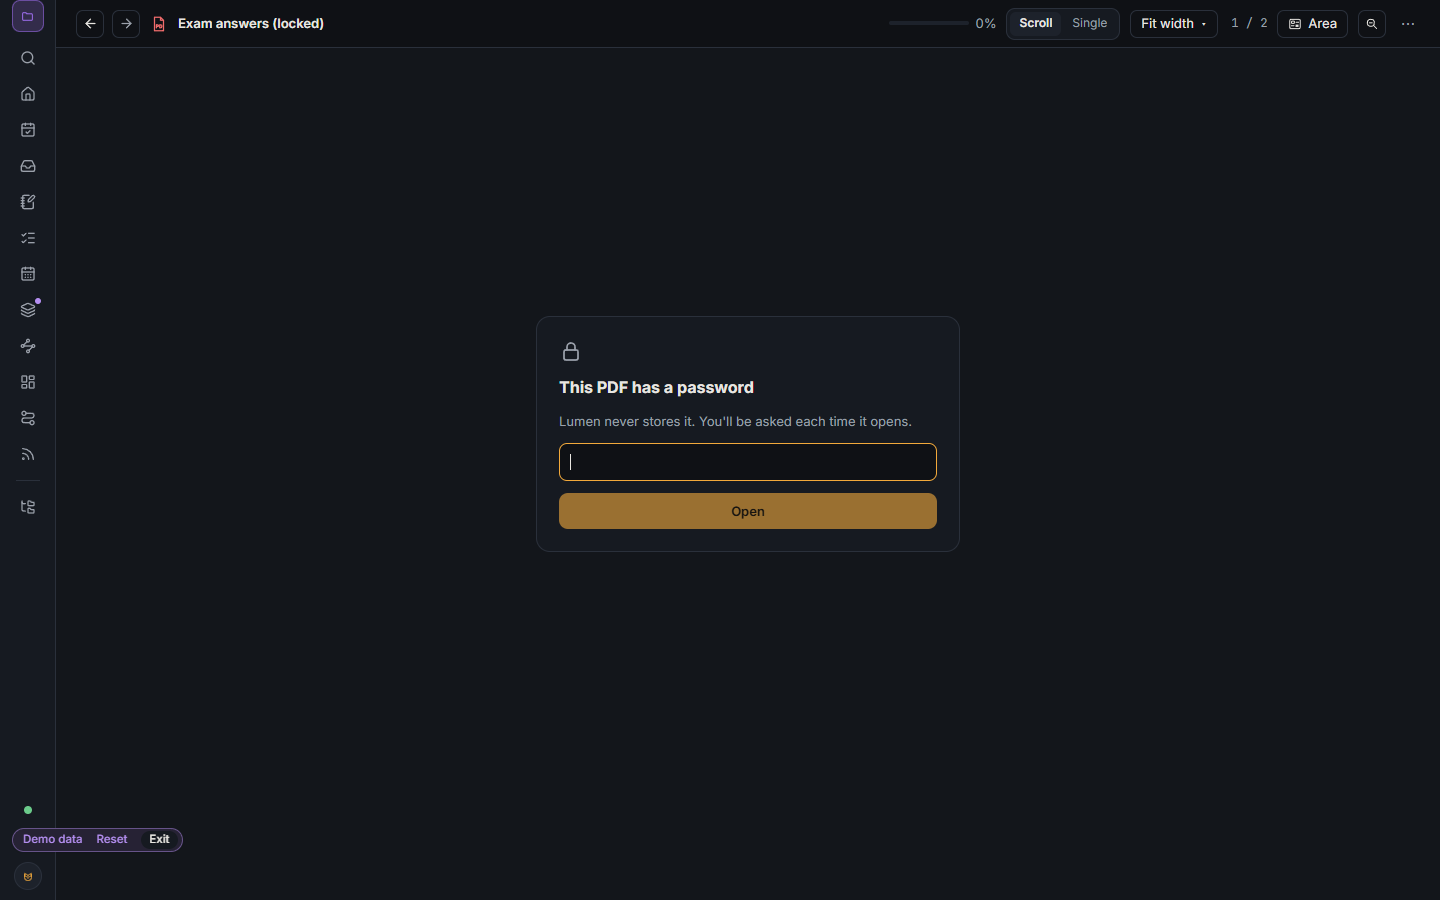 Exam answers (locked)
0%
Scroll
Single
Fit width
1 / 2
Area
This PDF has a password
Lumen never stores it. You'll be asked each time it opens.
Open
Demo data
Reset
Exit